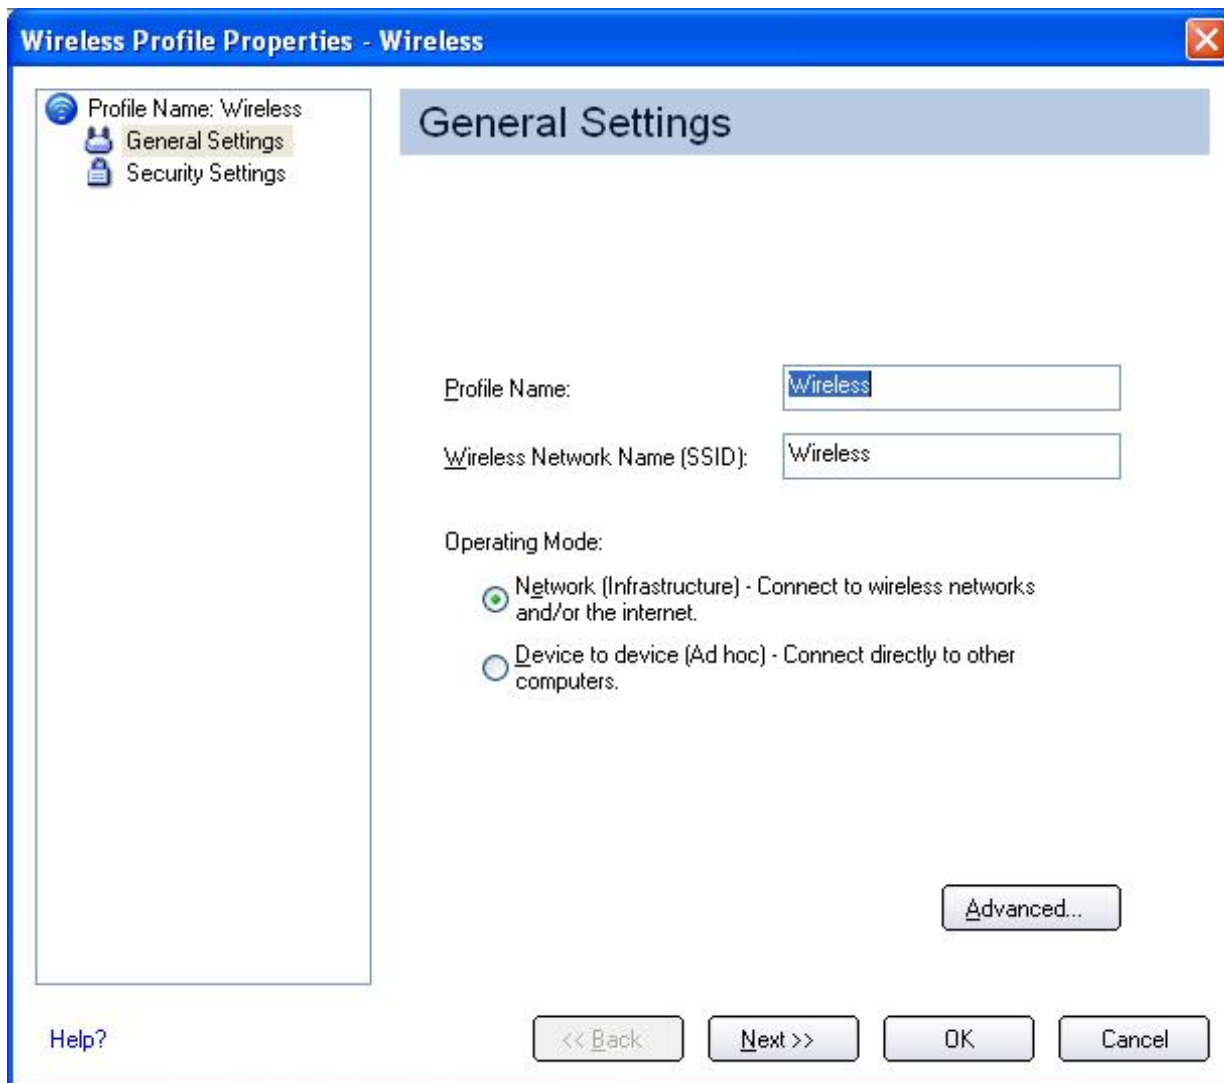 Wireless Profile Properties - Wireless
Profile Name: Wireless
General Settings
Security Settings
General Settings
Profile Name: Wireless
Wireless Network Name (SSID): Wireless
Operating Mode:
Network (Infrastructure) - Connect to wireless networks
and/or the internet.
Device to device (Ad hoc) - Connect directly to other
computers.
Advanced...
Help? << Back Next >> OK Cancel